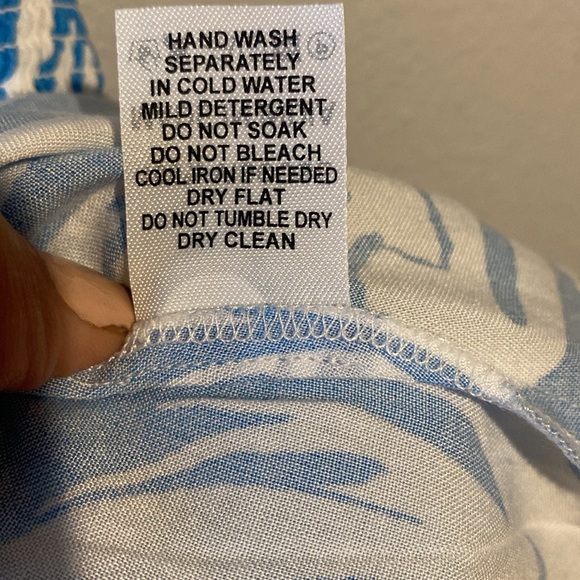 HAND WASH
SEPARATELY
IN COLD WATER
MILD DETERGENT
DO NOT SOAK
DO NOT BLEACH
COOL IRON IF NEEDED
DRY FLAT
DO NOT TUMBLE DRY
DRY CLEAN